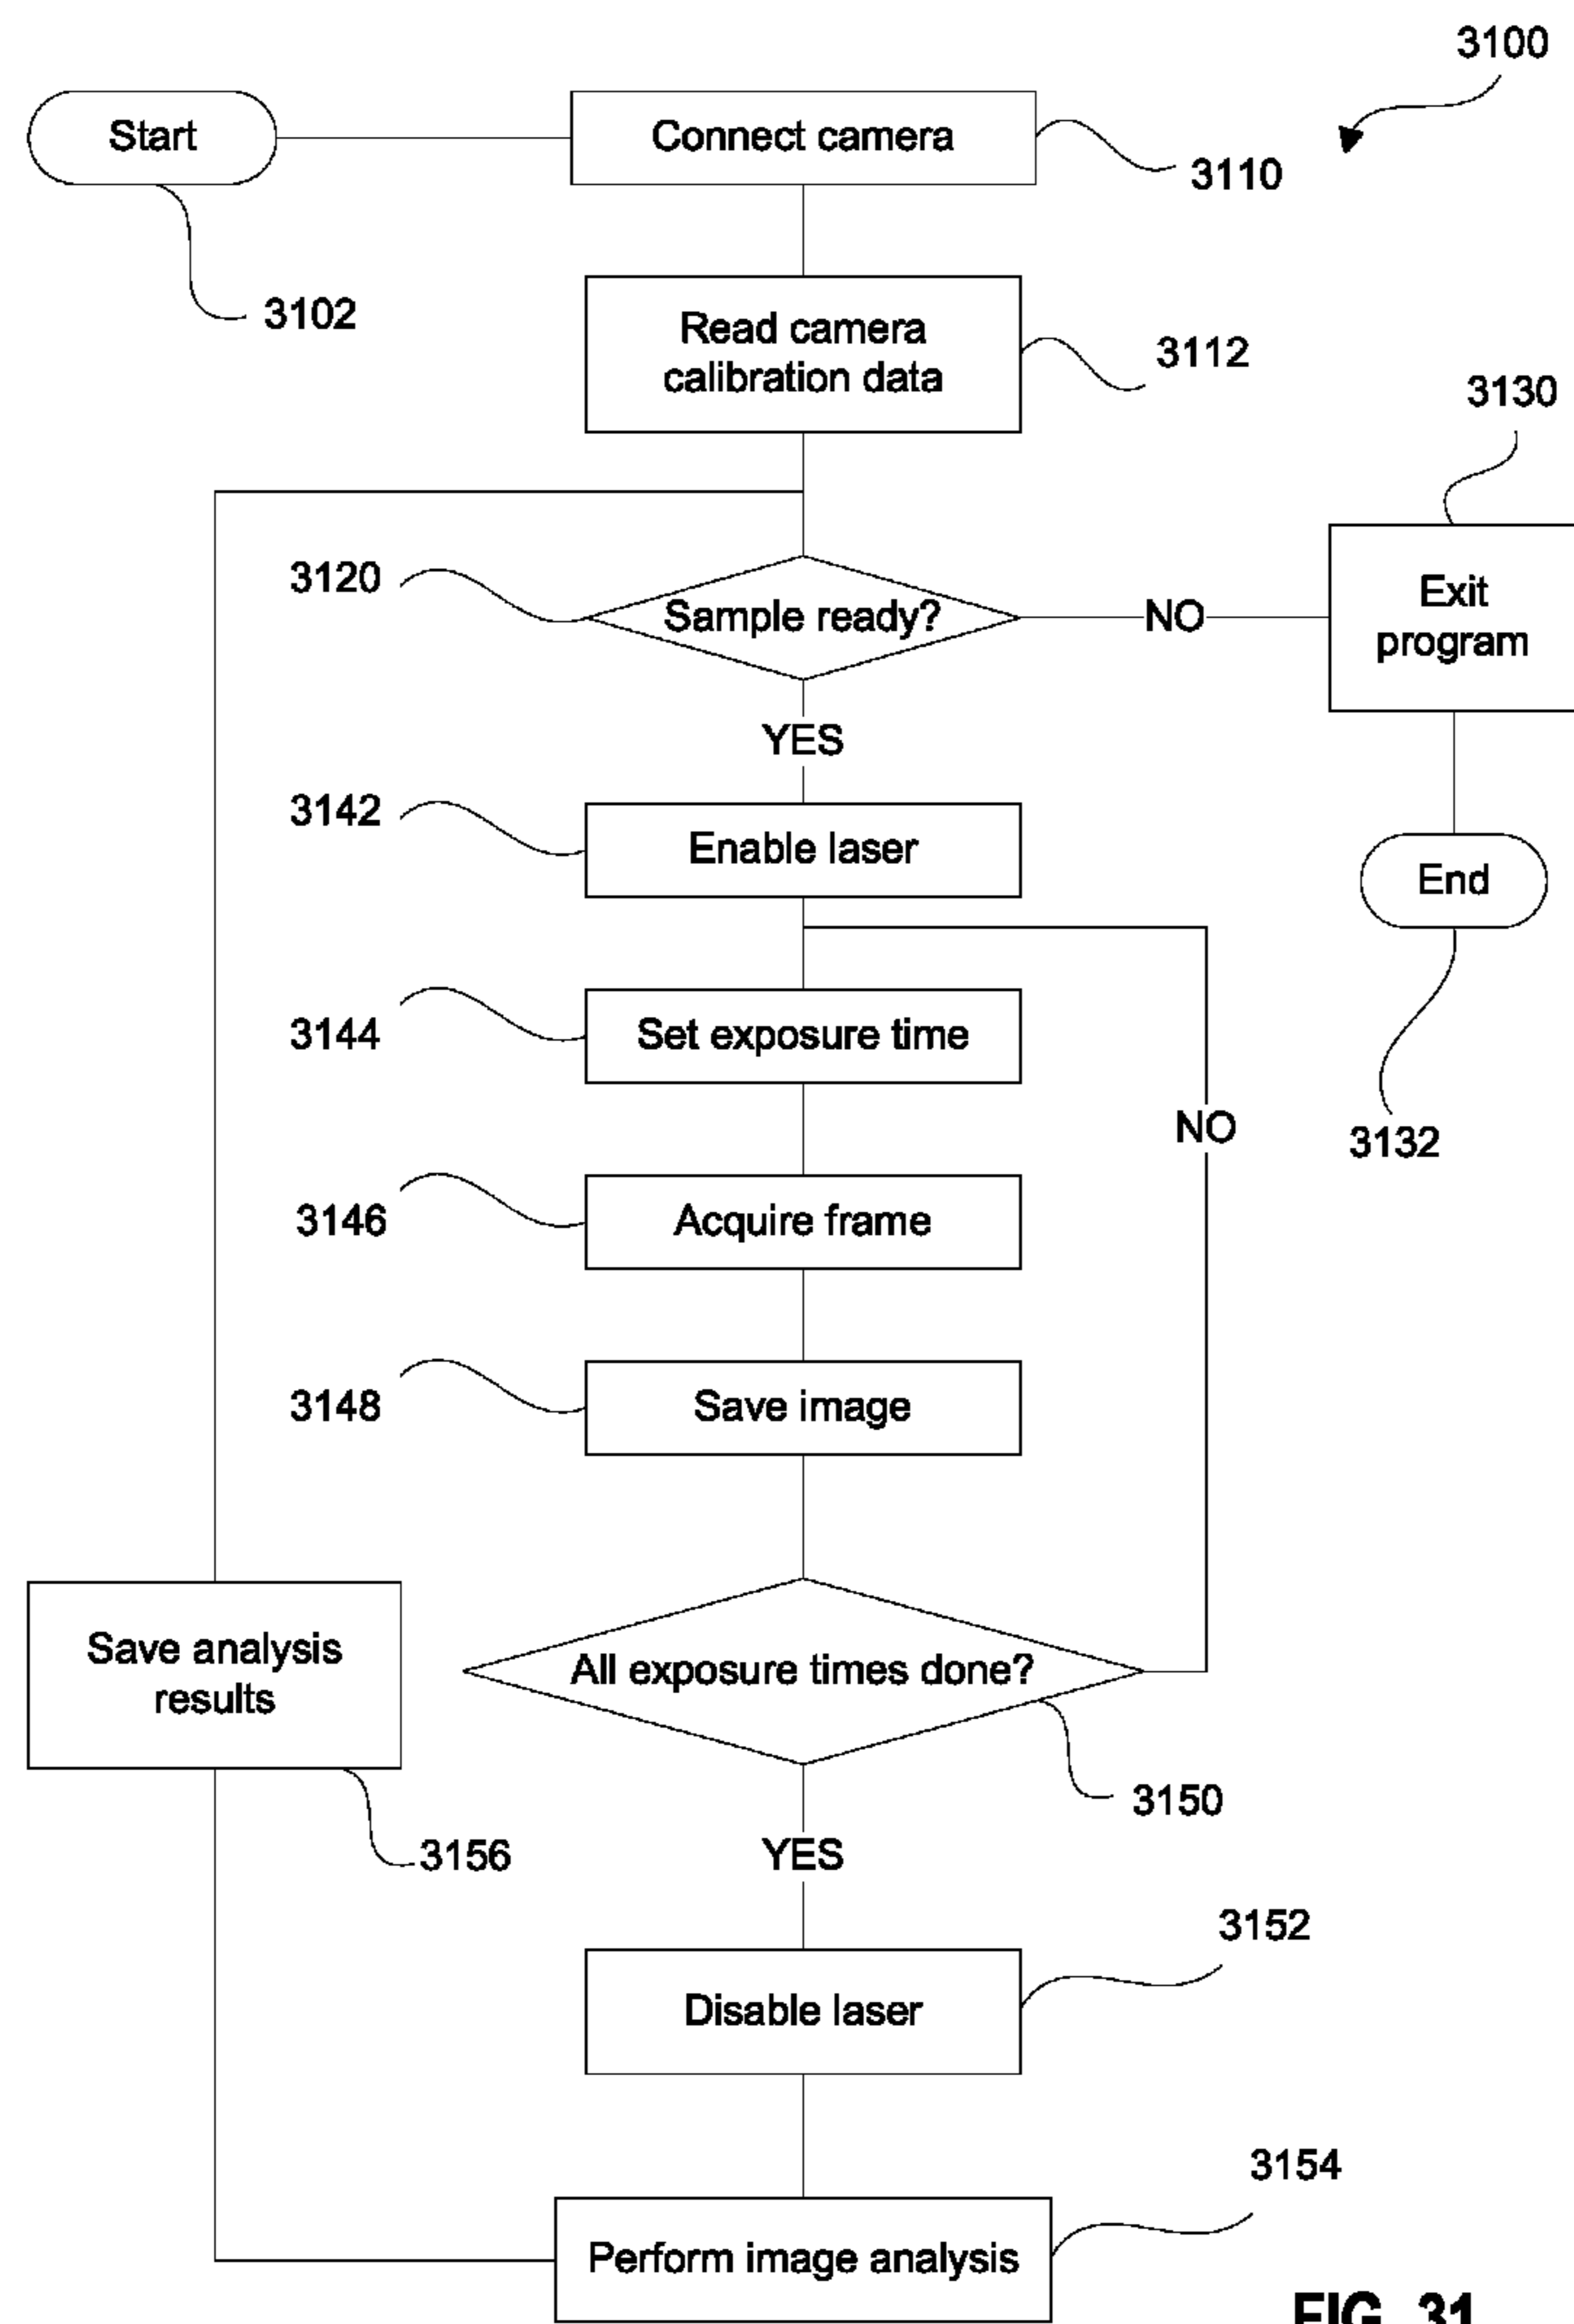 3100
Start
Connect camera
3110
3102
Read camera
calibration data
3112
3130
3120
Sample ready?
NO
Exit
program
YES
3142
Enable laser
End
3144
Set exposure time
NO
3132
3146
Acquire frame
3148
Save image
Save analysis
results
All exposure times done?
3150
3156
YES
3152
Disable laser
3154
Perform image analysis
FIG. 31